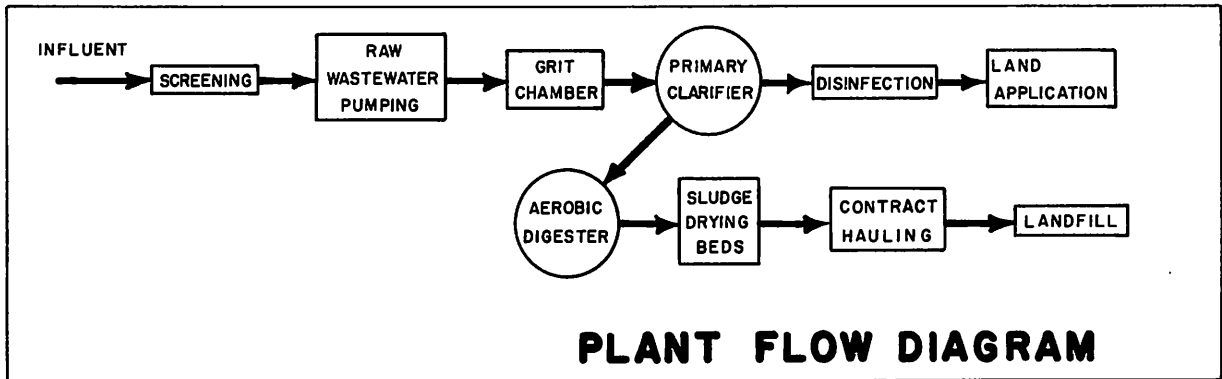 INFLUENT
SCREENING
RAW
WASTEWATER
PUMPING
GRIT
CHAMBER
PRIMARY
CLARIFIER
DISINFECTION
LAND
APPLICATION
AEROBIC
DIGESTER
SLUDGE
DRYING
BEDS
CONTRACT
HAULING
LANDFILL
PLANT FLOW DIAGRAM